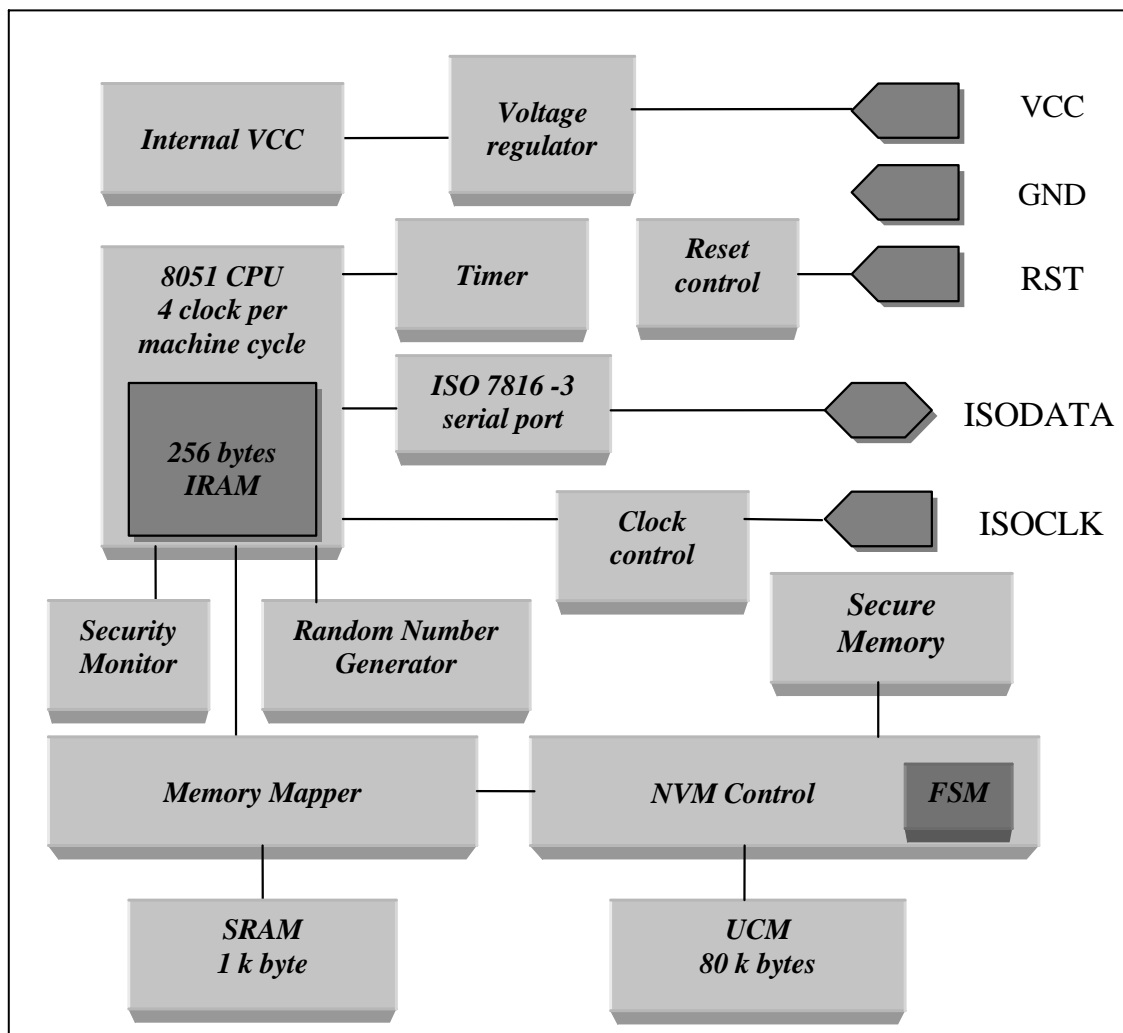 Internal VCC
Voltage
regulator
VCC
GND
8051 CPU
4 clock per
machine cycle
Timer
Reset
control
RST
256 bytes
IRAM
ISO 7816 -3
serial port
ISODATA
Clock
control
ISOCLK
Security
Monitor
Random Number
Generator
Secure
Memory
Memory Mapper
NVM Control
FSM
SRAM
1 k byte
UCM
80 k bytes